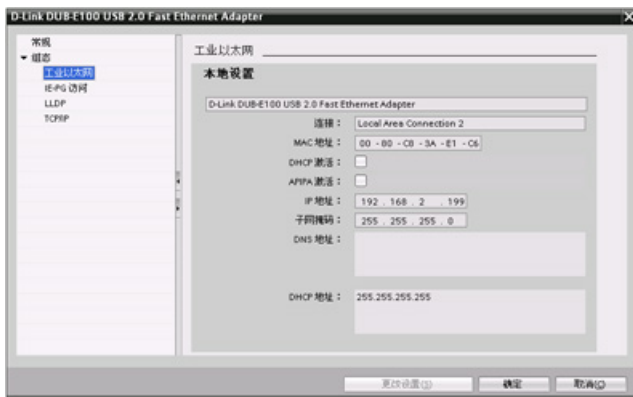 D-Link DUB-E100 USB 2.0 Fast Ethernet Adapter
常规
组态
工业以太网
IE-PG 访问
LLDP
TCP/IP
工业以太网
本地设置
D-Link DUB-E100 USB 2.0 Fast Ethernet Adapter
连接： Local Area Connection 2
MAC 地址： 00 - 80 - C8 - 3A - E1 - C6
DHCP 激活：
APIPA 激活：
IP 地址： 192 . 168 . 2 . 199
子网掩码： 255 . 255 . 255 . 0
DNS 地址：
DHCP 地址： 255.255.255.255
更改设置(S)
确定
取消(C)